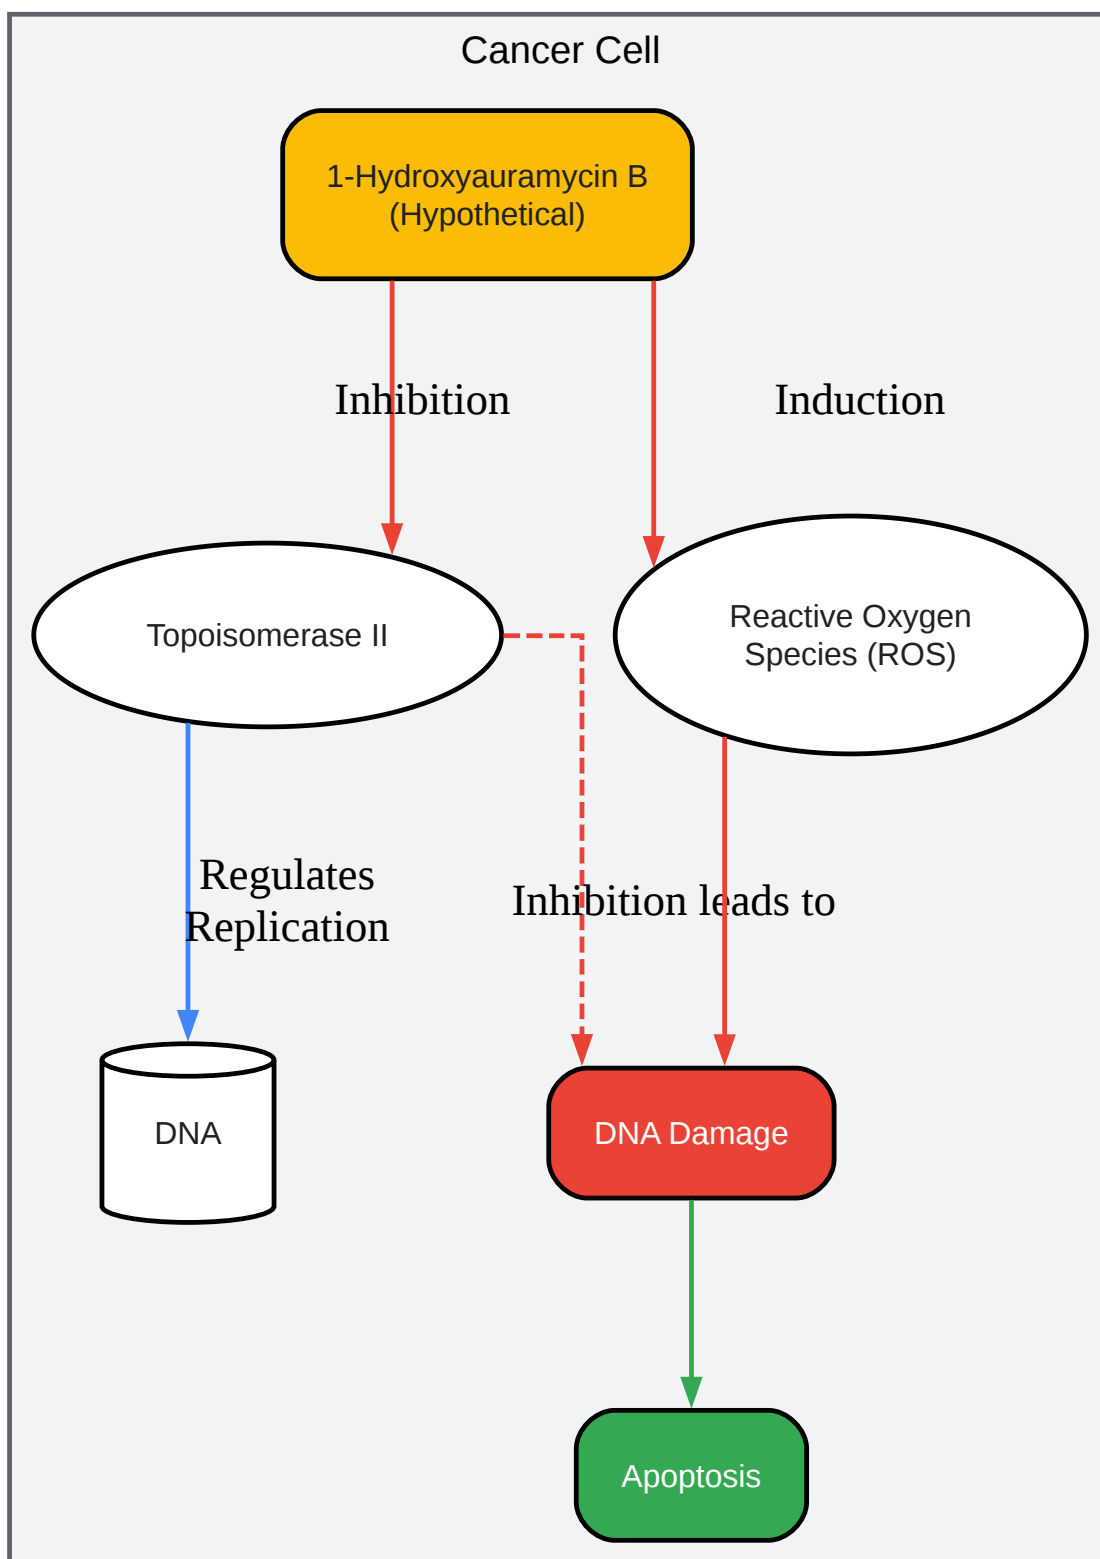 Cancer Cell
1-Hydroxyauramycin B
(Hypothetical)
Inhibition
Induction
Topoisomerase II
Reactive Oxygen
Species (ROS)
Regulates
Replication
Inhibition leads to
DNA
DNA Damage
Apoptosis